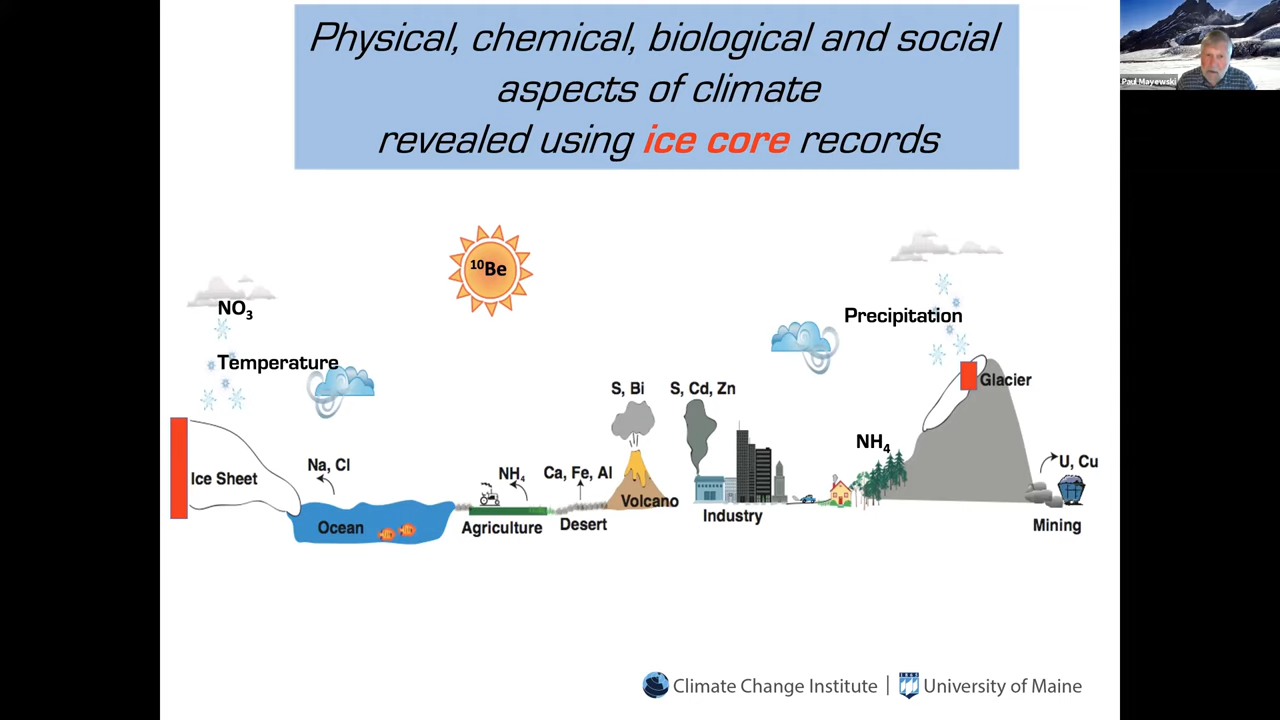 Physical, chemical, biological and social
aspects of climate
revealed using ice core records
Paul Mayewski
¹⁰Be
NO₃
Precipitation
Temperature
Glacier
S, Bi
S, Cd, Zn
NH₄
Na, Cl
NH₄
Ca, Fe, Al
U, Cu
Ice Sheet
Volcano
Ocean
Agriculture
Desert
Industry
Mining
Climate Change Institute | University of Maine